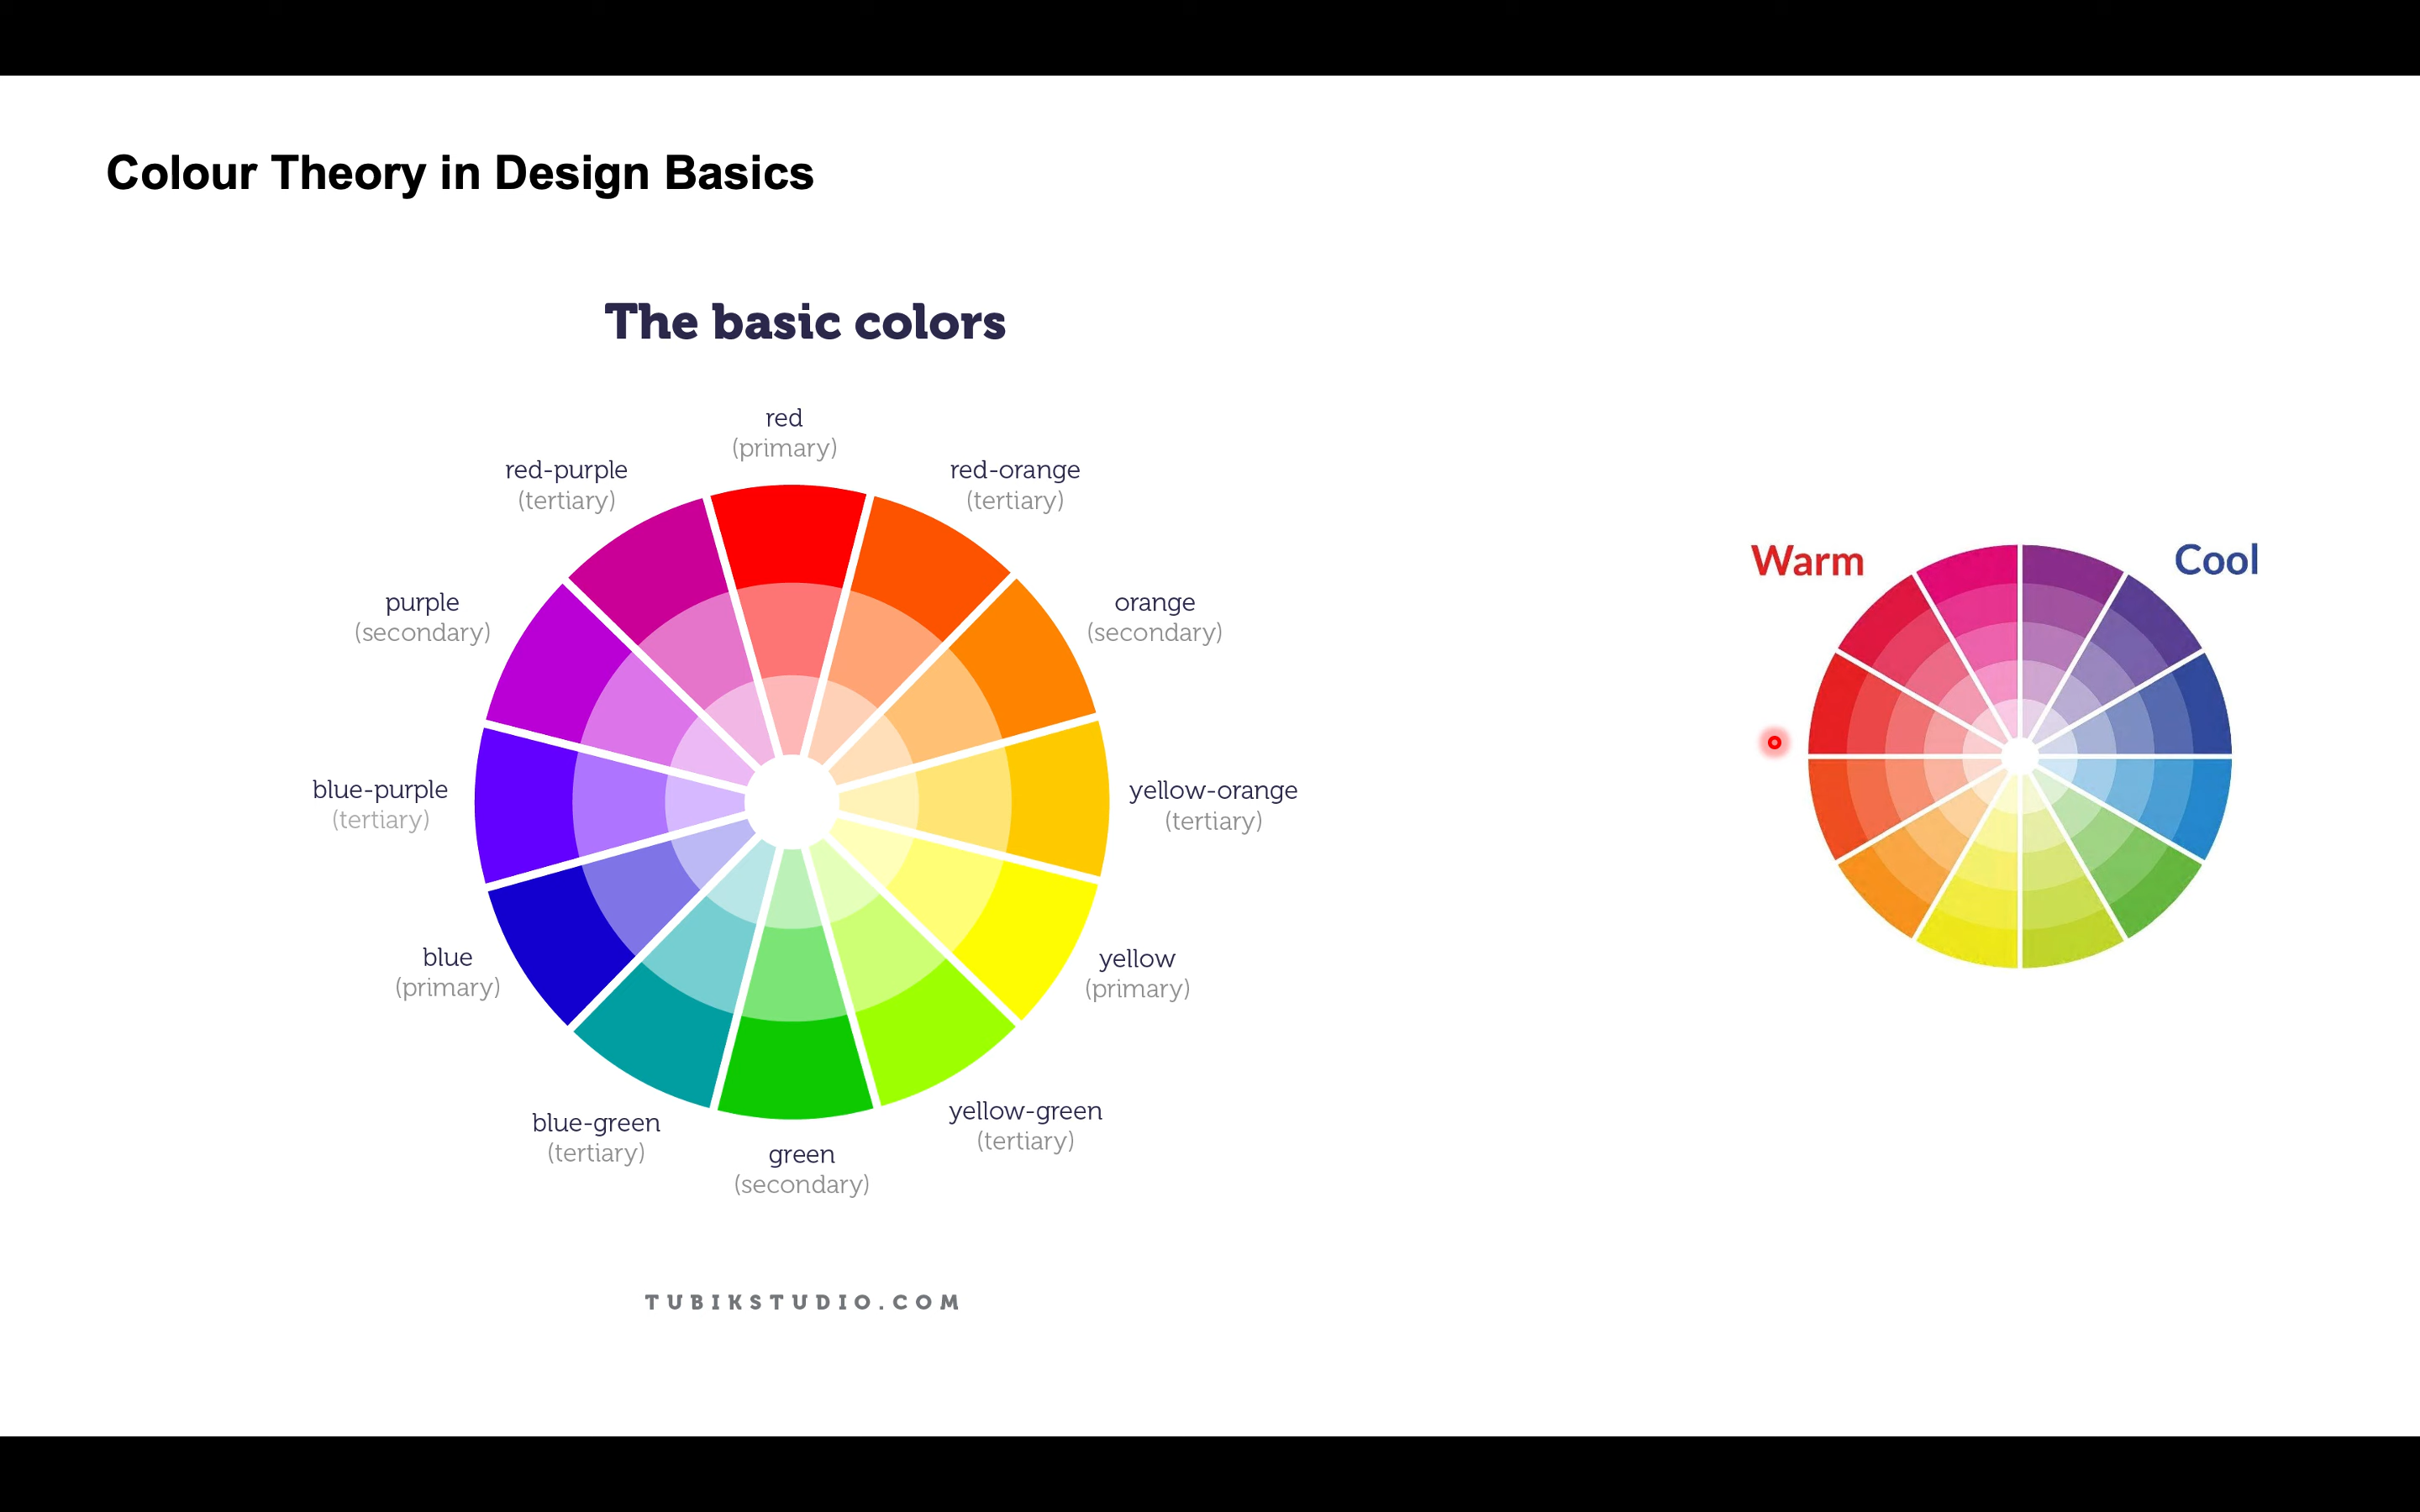 Colour Theory in Design Basics
The basic colors
red
(primary)
red-purple
(tertiary)
red-orange
(tertiary)
purple
(secondary)
orange
(secondary)
blue-purple
(tertiary)
yellow-orange
(tertiary)
blue
(primary)
yellow
(primary)
blue-green
(tertiary)
green
(secondary)
yellow-green
(tertiary)
TUBIKSTUDIO.COM
Warm
Cool